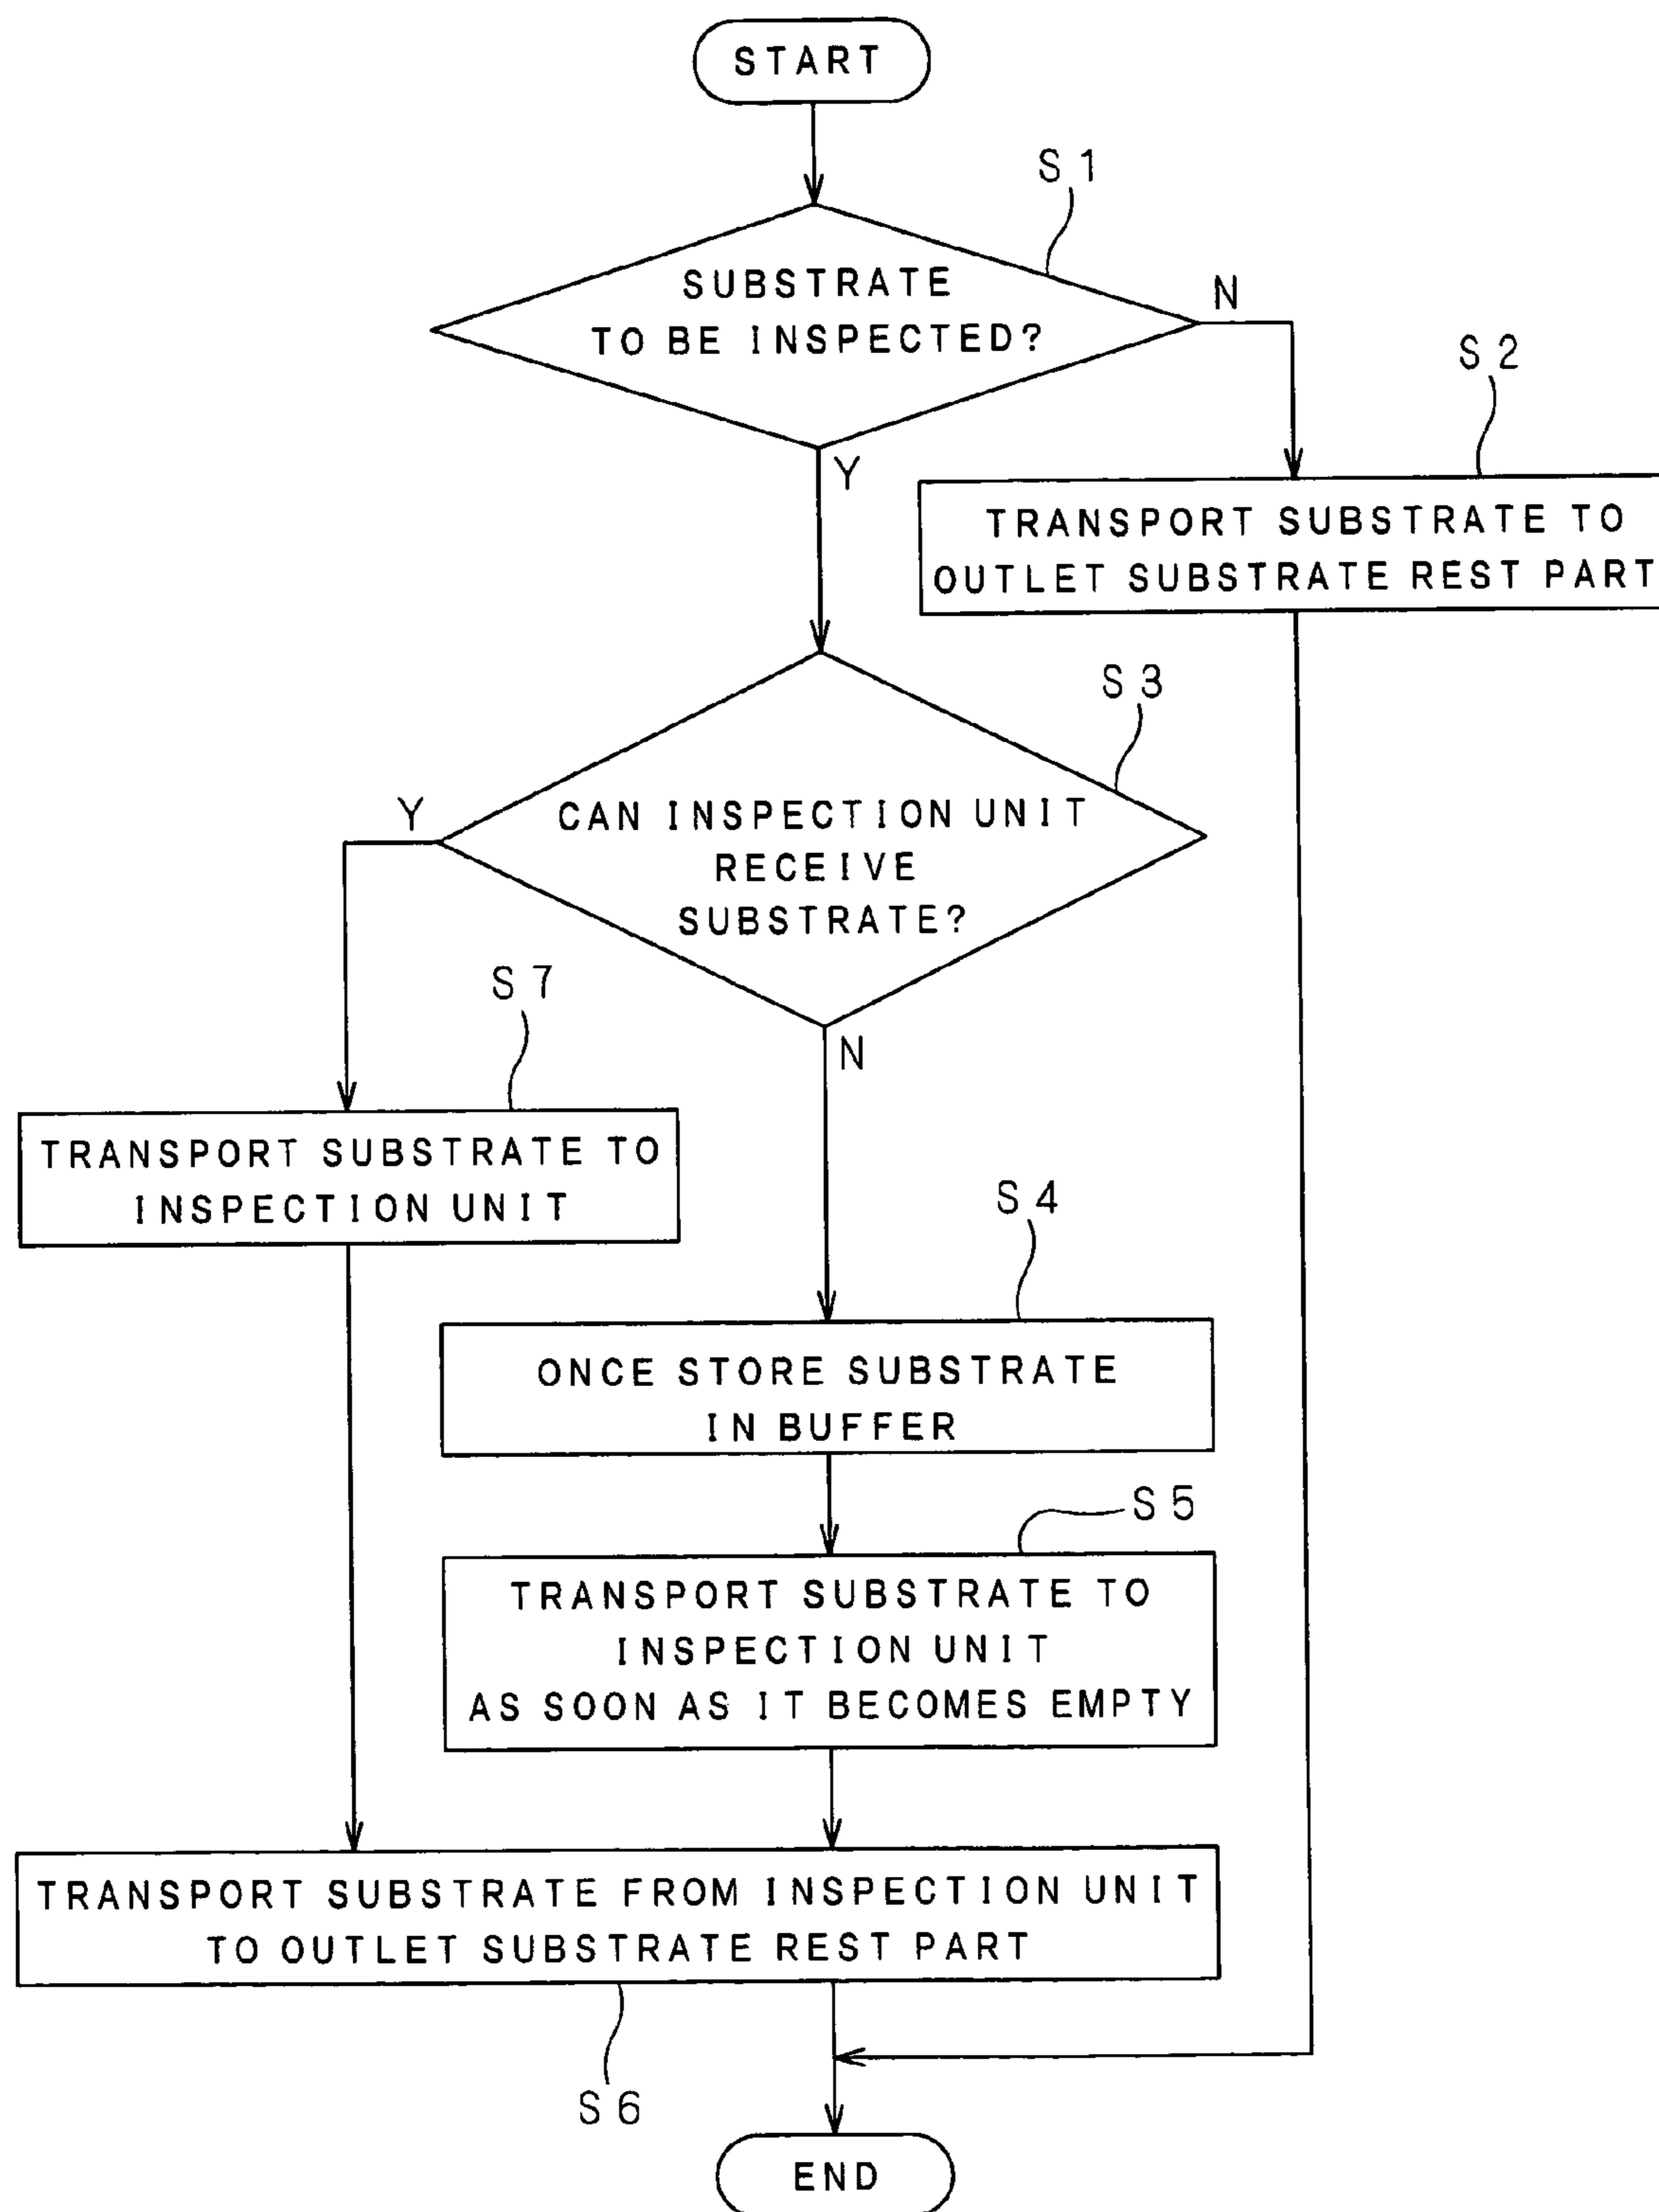 START
S1
SUBSTRATE
TO BE INSPECTED?
N
S2
Y
TRANSPORT SUBSTRATE TO
OUTLET SUBSTRATE REST PART
S3
Y
CAN INSPECTION UNIT
RECEIVE
SUBSTRATE?
S7
N
TRANSPORT SUBSTRATE TO
INSPECTION UNIT
S4
ONCE STORE SUBSTRATE
IN BUFFER
S5
TRANSPORT SUBSTRATE TO
INSPECTION UNIT
AS SOON AS IT BECOMES EMPTY
TRANSPORT SUBSTRATE FROM INSPECTION UNIT
TO OUTLET SUBSTRATE REST PART
S6
END